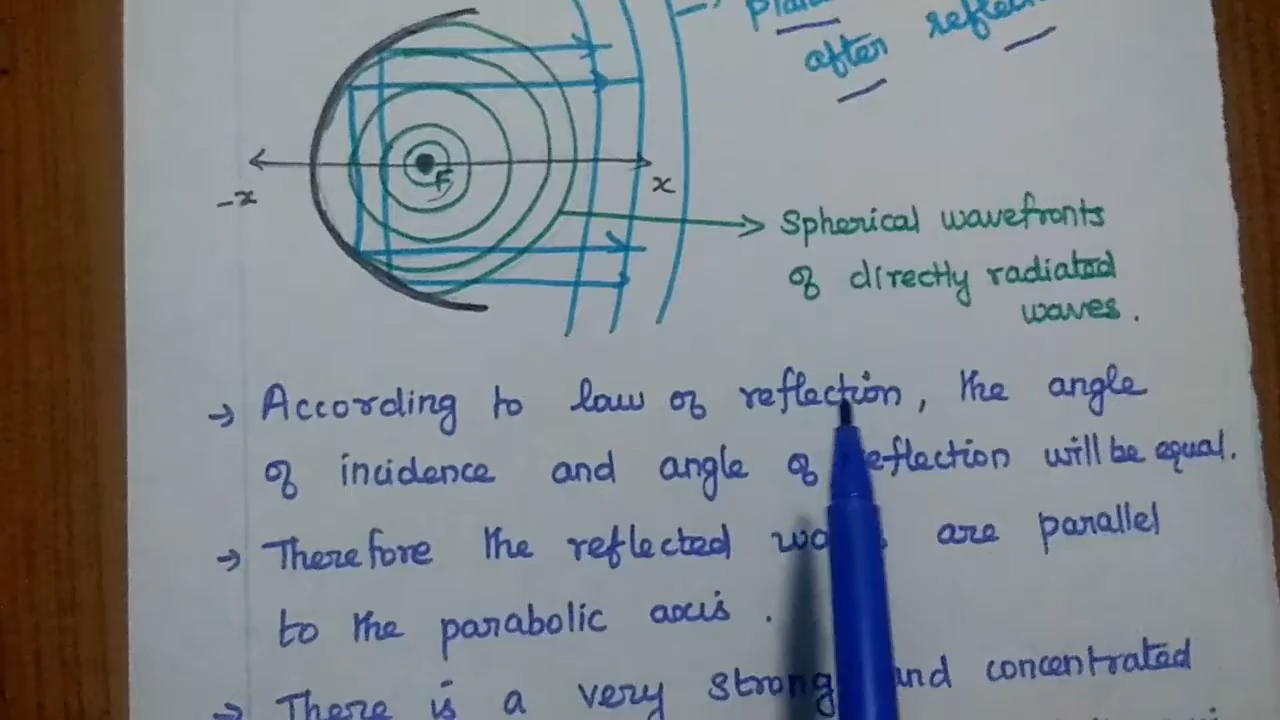 after
F
-x
x
Spherical wavefronts
of directly radiated
waves.
→ According to law of reflection, the angle
of incidence and angle of reflection will be equal.
→ Therefore the reflected are parallel
to the parabolic axis.
→ There is a very strong and concentrated